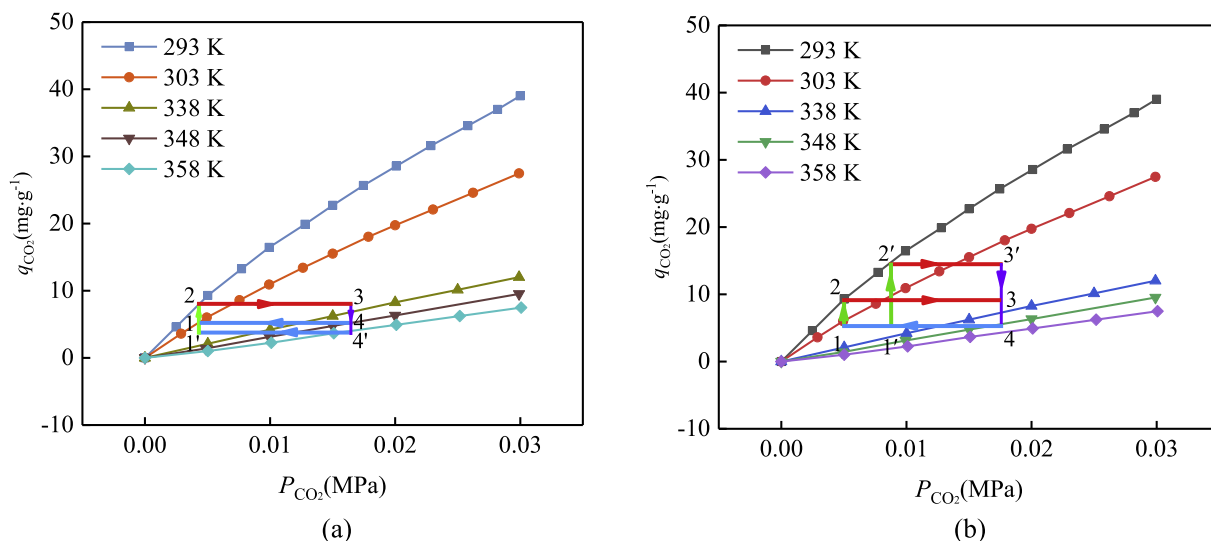 50
40
30
20
10
0
-10
q_CO₂(mg·g⁻¹)
293 K
303 K
338 K
348 K
358 K
2
3
1
4
1′
4′
0.00
0.01
0.02
0.03
P_CO₂(MPa)
(a)
50
40
30
20
10
0
-10
q_CO₂(mg·g⁻¹)
293 K
303 K
338 K
348 K
358 K
2′
3′
2
3
1
1′
4
0.00
0.01
0.02
0.03
P_CO₂(MPa)
(b)